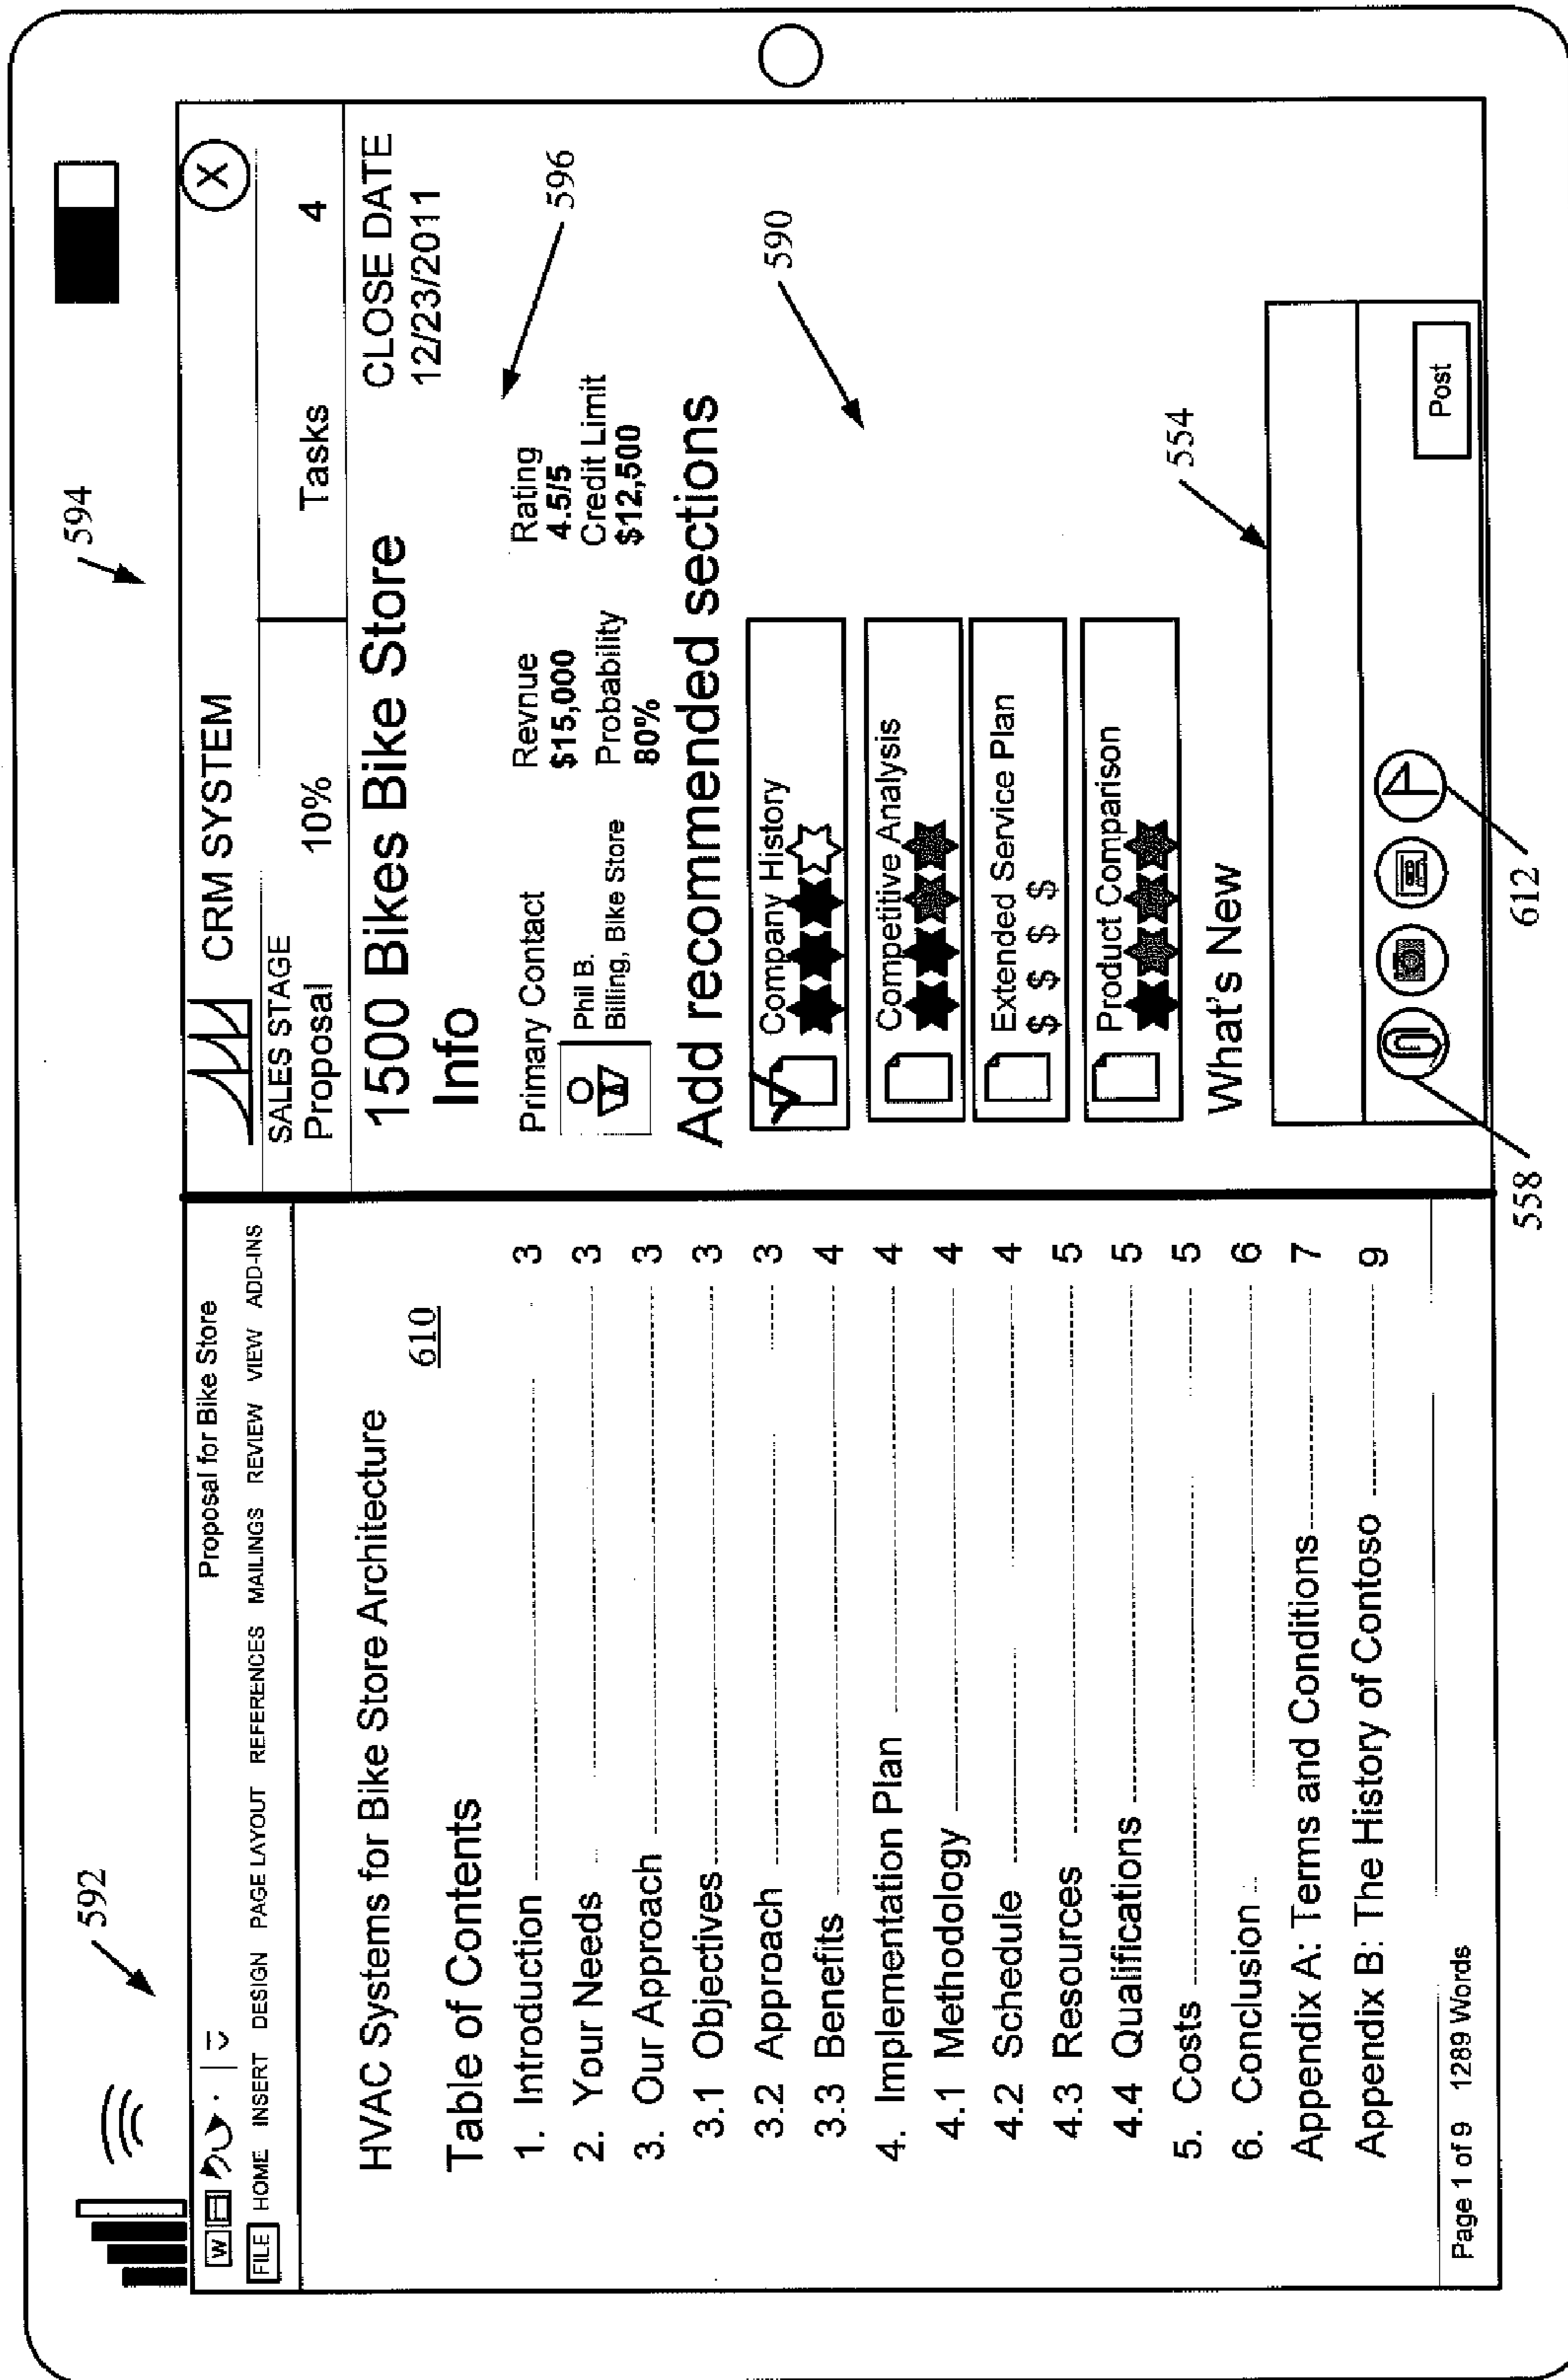 592
594
W
Proposal for Bike Store
FILE HOME INSERT DESIGN PAGE LAYOUT REFERENCES MAILINGS REVIEW VIEW ADD-INS
HVAC Systems for Bike Store Architecture
610
Table of Contents
1. Introduction 3
2. Your Needs 3
3. Our Approach 3
3.1 Objectives 3
3.2 Approach 3
3.3 Benefits 4
4. Implementation Plan 4
4.1 Methodology 4
4.2 Schedule 4
4.3 Resources 5
4.4 Qualifications 5
5. Costs 5
6. Conclusion 6
Appendix A: Terms and Conditions 7
Appendix B: The History of Contoso 9
Page 1 of 9 1289 Words
CRM SYSTEM
X
SALES STAGE
Proposal 10% Tasks 4
1500 Bikes Bike Store
CLOSE DATE
12/23/2011
Info
596
Primary Contact
Phil B.
Billing, Bike Store
Revnue
$15,000
Probability
80%
Rating
4.5/5
Credit Limit
$12,500
Add recommended sections
590
Company History
Competitive Analysis
Extended Service Plan
$ $ $ $
Product Comparison
What's New
554
Post
558
612